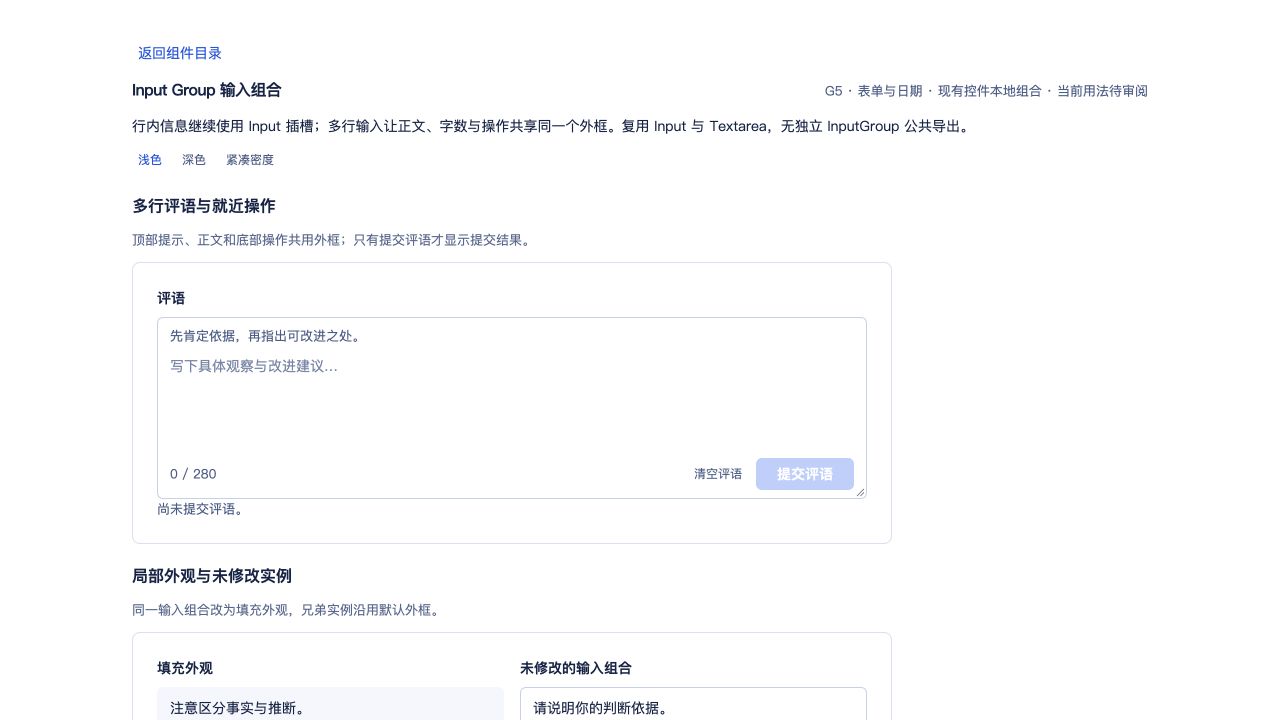 返回组件目录
Input Group 输入组合
G5 · 表单与日期 · 现有控件本地组合 · 当前用法待审阅
行内信息继续使用 Input 插槽；多行输入让正文、字数与操作共享同一个外框。复用 Input 与 Textarea，无独立 InputGroup 公共导出。
浅色 深色 紧凑密度
多行评语与就近操作
顶部提示、正文和底部操作共用外框；只有提交评语才显示提交结果。
评语
先肯定依据，再指出可改进之处。
写下具体观察与改进建议…
0 / 280 清空评语 提交评语
尚未提交评语。
局部外观与未修改实例
同一输入组合改为填充外观，兄弟实例沿用默认外框。
填充外观 未修改的输入组合
注意区分事实与推断。 请说明你的判断依据。